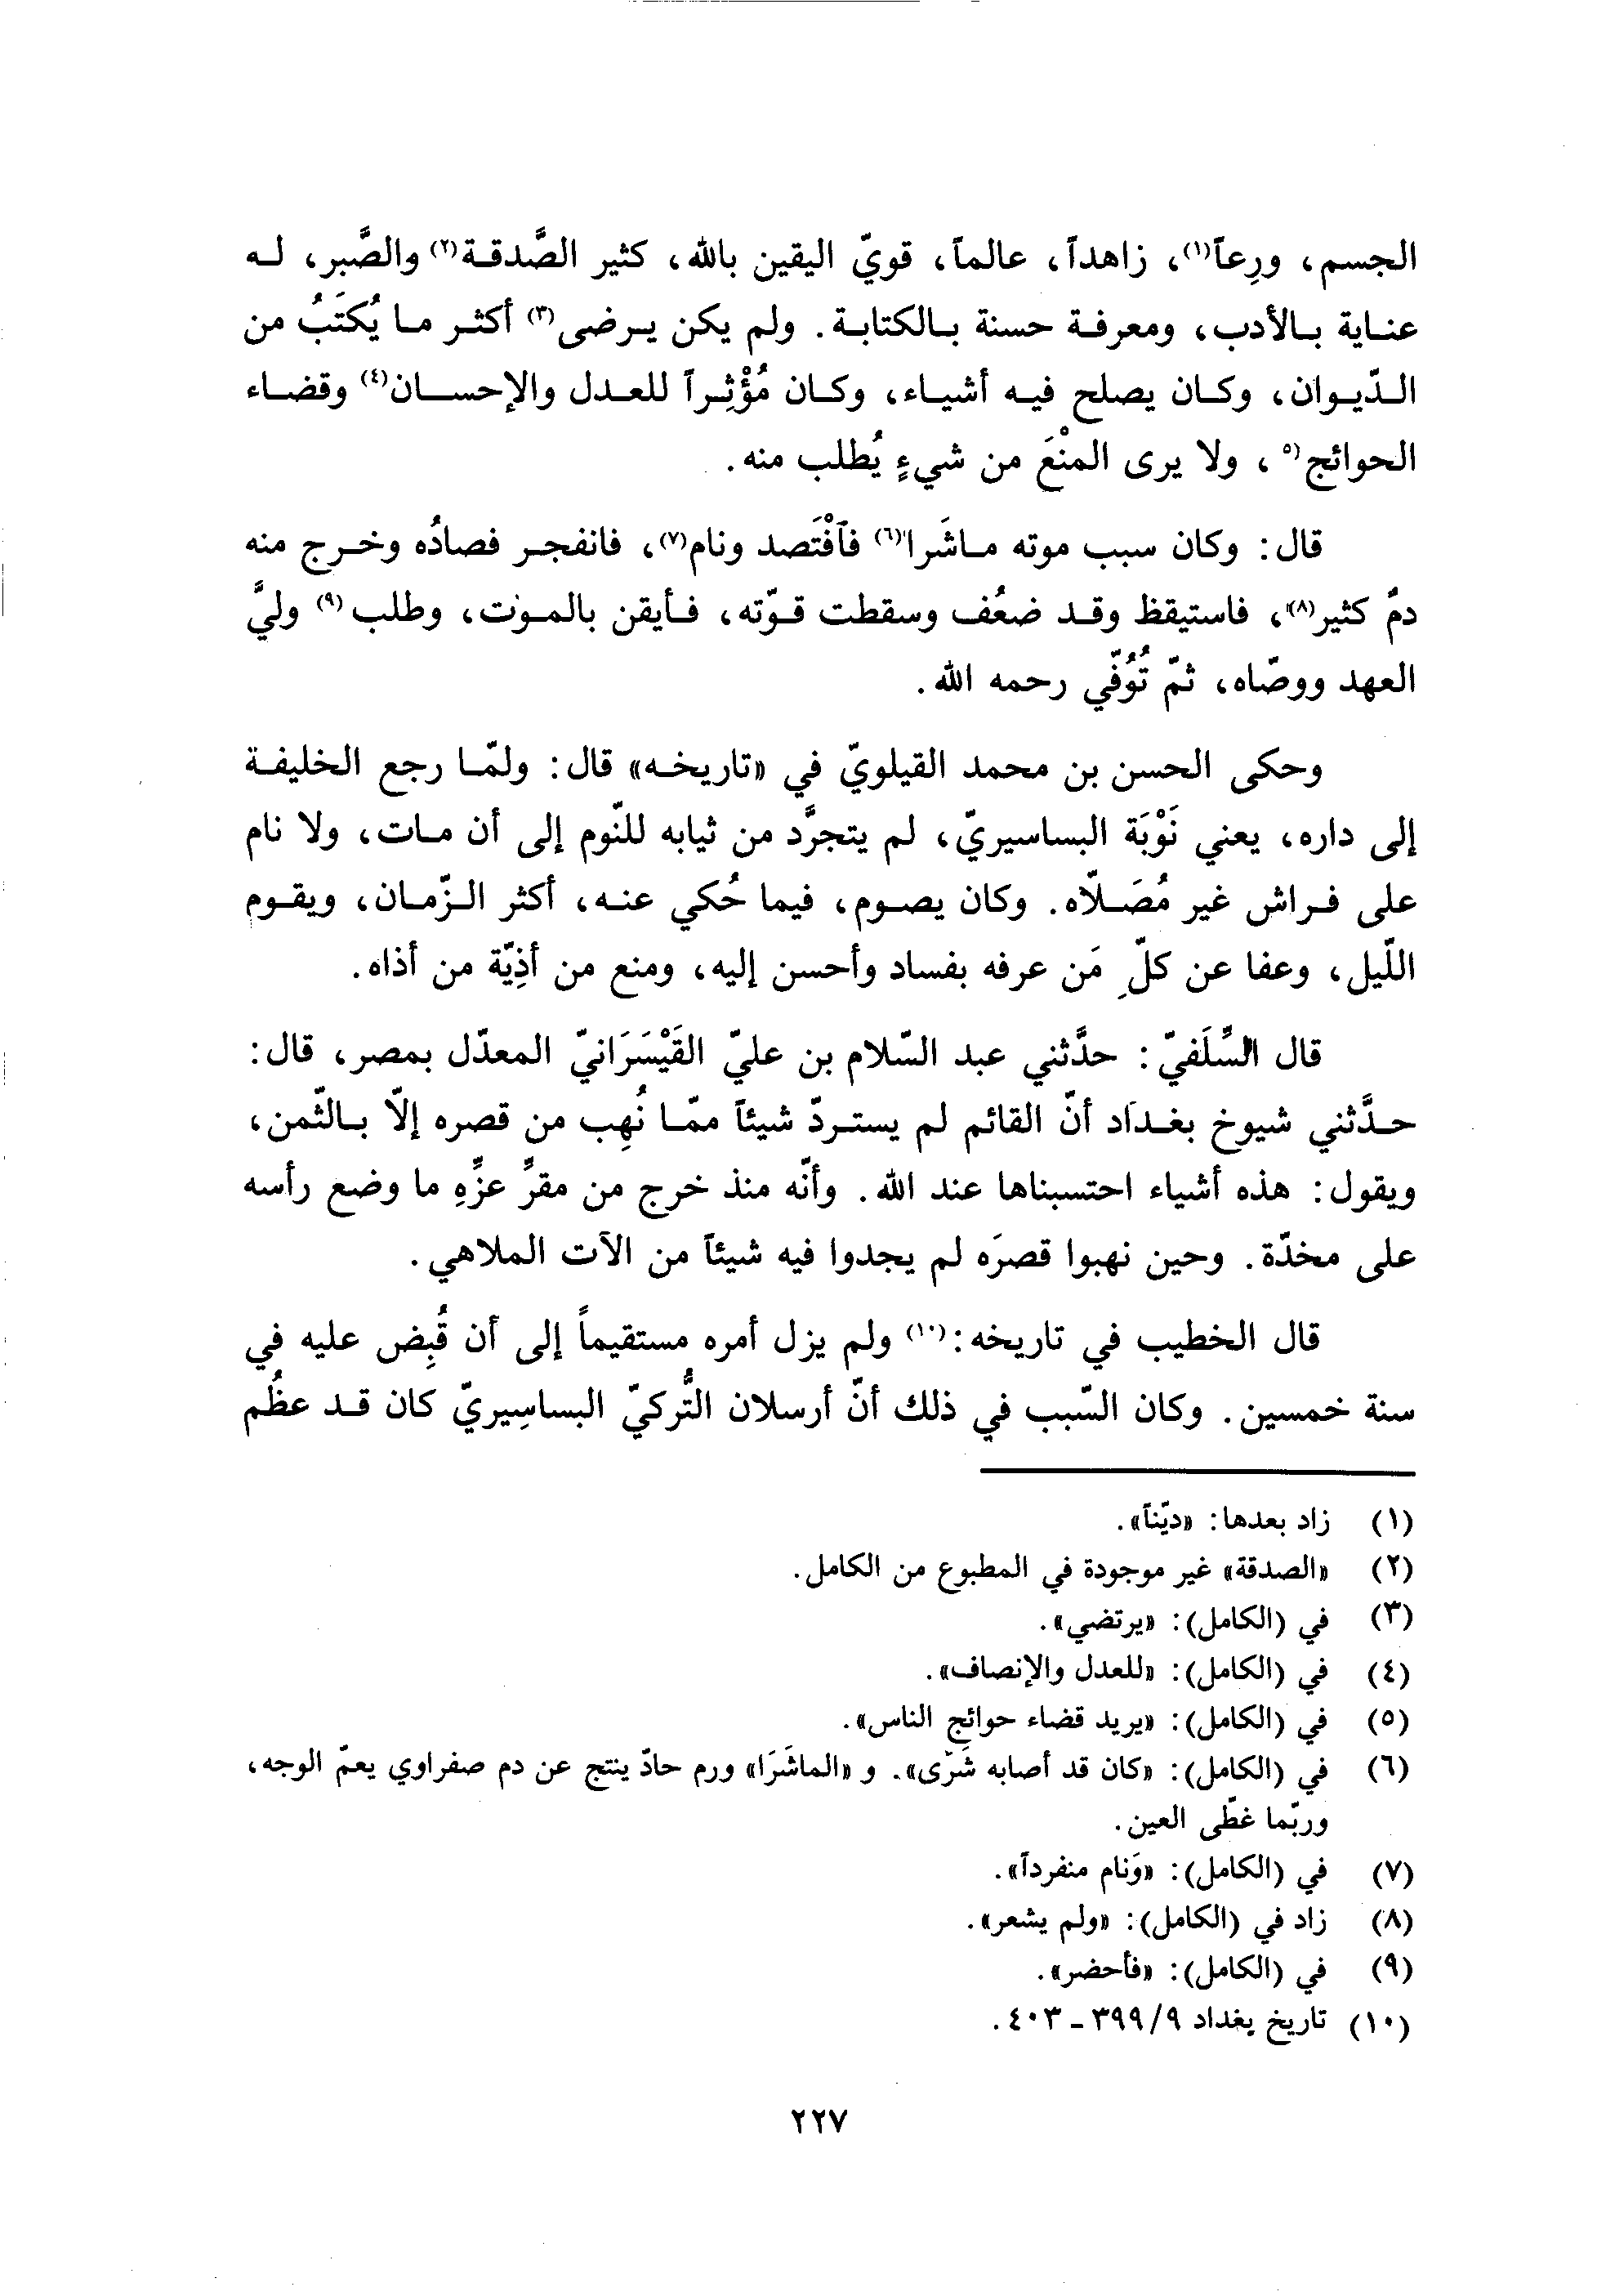 الجسم، ورِعاً(١)، زاهداً، عالماً، قويّ اليقين بالله، كثير الصَّدقة(٢) والصَّبر، له
عناية بالأدب، ومعرفة حسنة بالكتابة. ولم يكن يرضى(٣) أكثر ما يُكتَبُ من
الدّيوان، وكان يصلح فيه أشياء، وكان مُؤْثِراً للعدل والإحسان(٤) وقضاء
الحوائج(٥، ولا يرى المنْعَ من شيءٍ يُطلب منه.
قال: وكان سبب موته ماشَرا(٦) فآفْتَصد ونام(٧)، فانفجر فصادُه وخرج منه
دمٌ كثير(٨)، فاستيقظ وقد ضعُف وسقطت قوّته، فأيقن بالموت، وطلب(٩) وليَّ
العهد ووصّاه، ثمّ تُوُفّي رحمه الله.
وحكى الحسن بن محمد القيلويّ في «تاريخه» قال: ولمّا رجع الخليفة
إلى داره، يعني نَوْبَة البساسيريّ، لم يتجرَّد من ثيابه للنّوم إلى أن مات، ولا نام
على فراش غير مُصَلّاه. وكان يصوم، فيما حُكي عنه، أكثر الزّمان، ويقوم
اللّيل، وعفا عن كلّ مَن عرفه بفساد وأحسن إليه، ومنع من أذِيّة من أذاه.
قال السِّلَفيّ: حدَّثني عبد السّلام بن عليّ القَيْسَرَانيّ المعدّل بمصر، قال:
حدَّثني شيوخ بغداد أنّ القائم لم يستردّ شيئاً ممّا نُهِب من قصره إلاّ بالثّمن،
ويقول: هذه أشياء احتسبناها عند الله. وأنّه منذ خرج من مقرِّ عزِّهِ ما وضع رأسه
على مخدّة. وحين نهبوا قصرَه لم يجدوا فيه شيئاً من الآت الملاهي.
قال الخطيب في تاريخه:(١٠) ولم يزل أمره مستقيماً إلى أن قُبِض عليه في
سنة خمسين. وكان السّبب في ذلك أنّ أرسلان التُّركيّ البساسِيريّ كان قد عظُم
(١) زاد بعدها: «ديّناً».
(٢) «الصدقة» غير موجودة في المطبوع من الكامل.
(٣) في (الكامل): «يرتضي».
(٤) في (الكامل): «للعدل والإنصاف».
(٥) في (الكامل): «يريد قضاء حوائج الناس».
(٦) في (الكامل): «كان قد أصابه شَرْى». و «الماشَرَا» ورم حادّ ينتج عن دم صفراوي يعمّ الوجه،
وربّما غطّى العين.
(٧) في (الكامل): «وَنام منفرداً».
(٨) زاد في (الكامل): «ولم يشعر».
(٩) في (الكامل): «فأحضر».
(١٠) تاريخ بغداد ٩/ ٣٩٩ ـ ٤٠٣.
٢٢٧